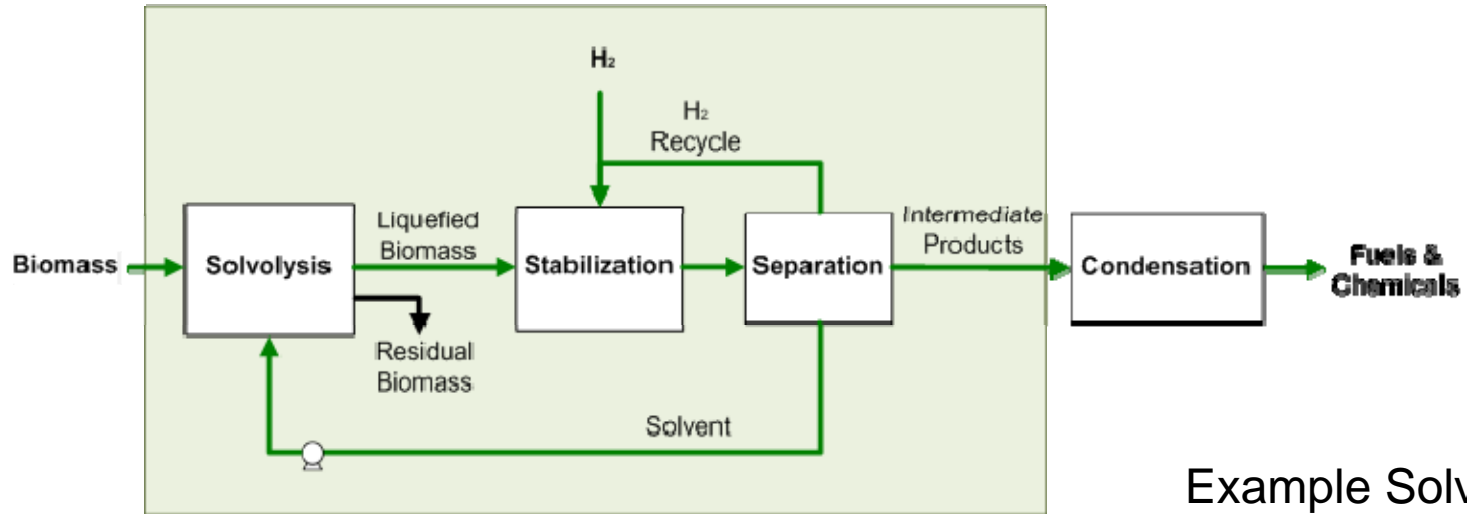 H₂
H₂
Recycle
Biomass
Solvolysis
Liquefied
Biomass
Stabilization
Separation
Intermediate
Products
Condensation
Fuels &
Chemicals
Residual
Biomass
Solvent
Example Solv